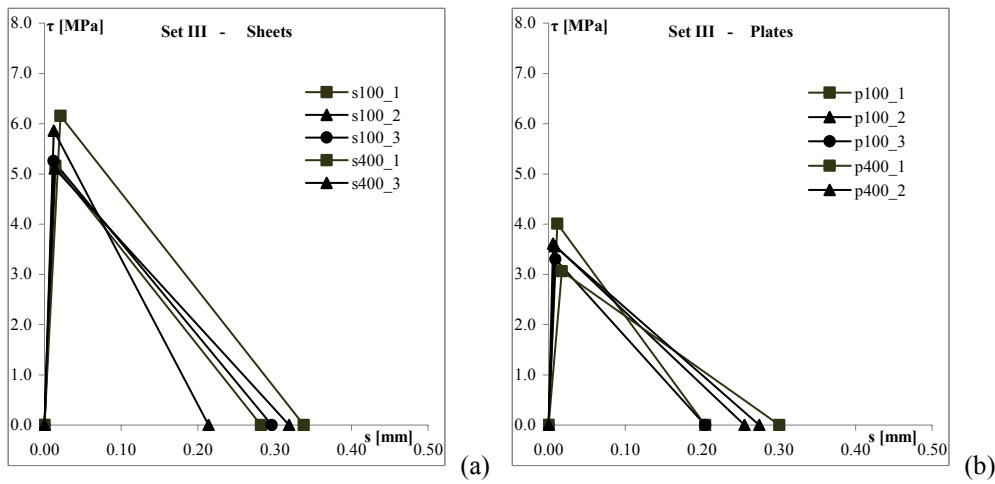 τ [MPa]
Set III - Sheets
8.0
7.0
6.0
5.0
4.0
3.0
2.0
1.0
0.0
s100_1
s100_2
s100_3
s400_1
s400_3
s [mm]
0.00 0.10 0.20 0.30 0.40 0.50
(a)
τ [MPa]
Set III - Plates
8.0
7.0
6.0
5.0
4.0
3.0
2.0
1.0
0.0
p100_1
p100_2
p100_3
p400_1
p400_2
s [mm]
0.00 0.10 0.20 0.30 0.40 0.50
(b)